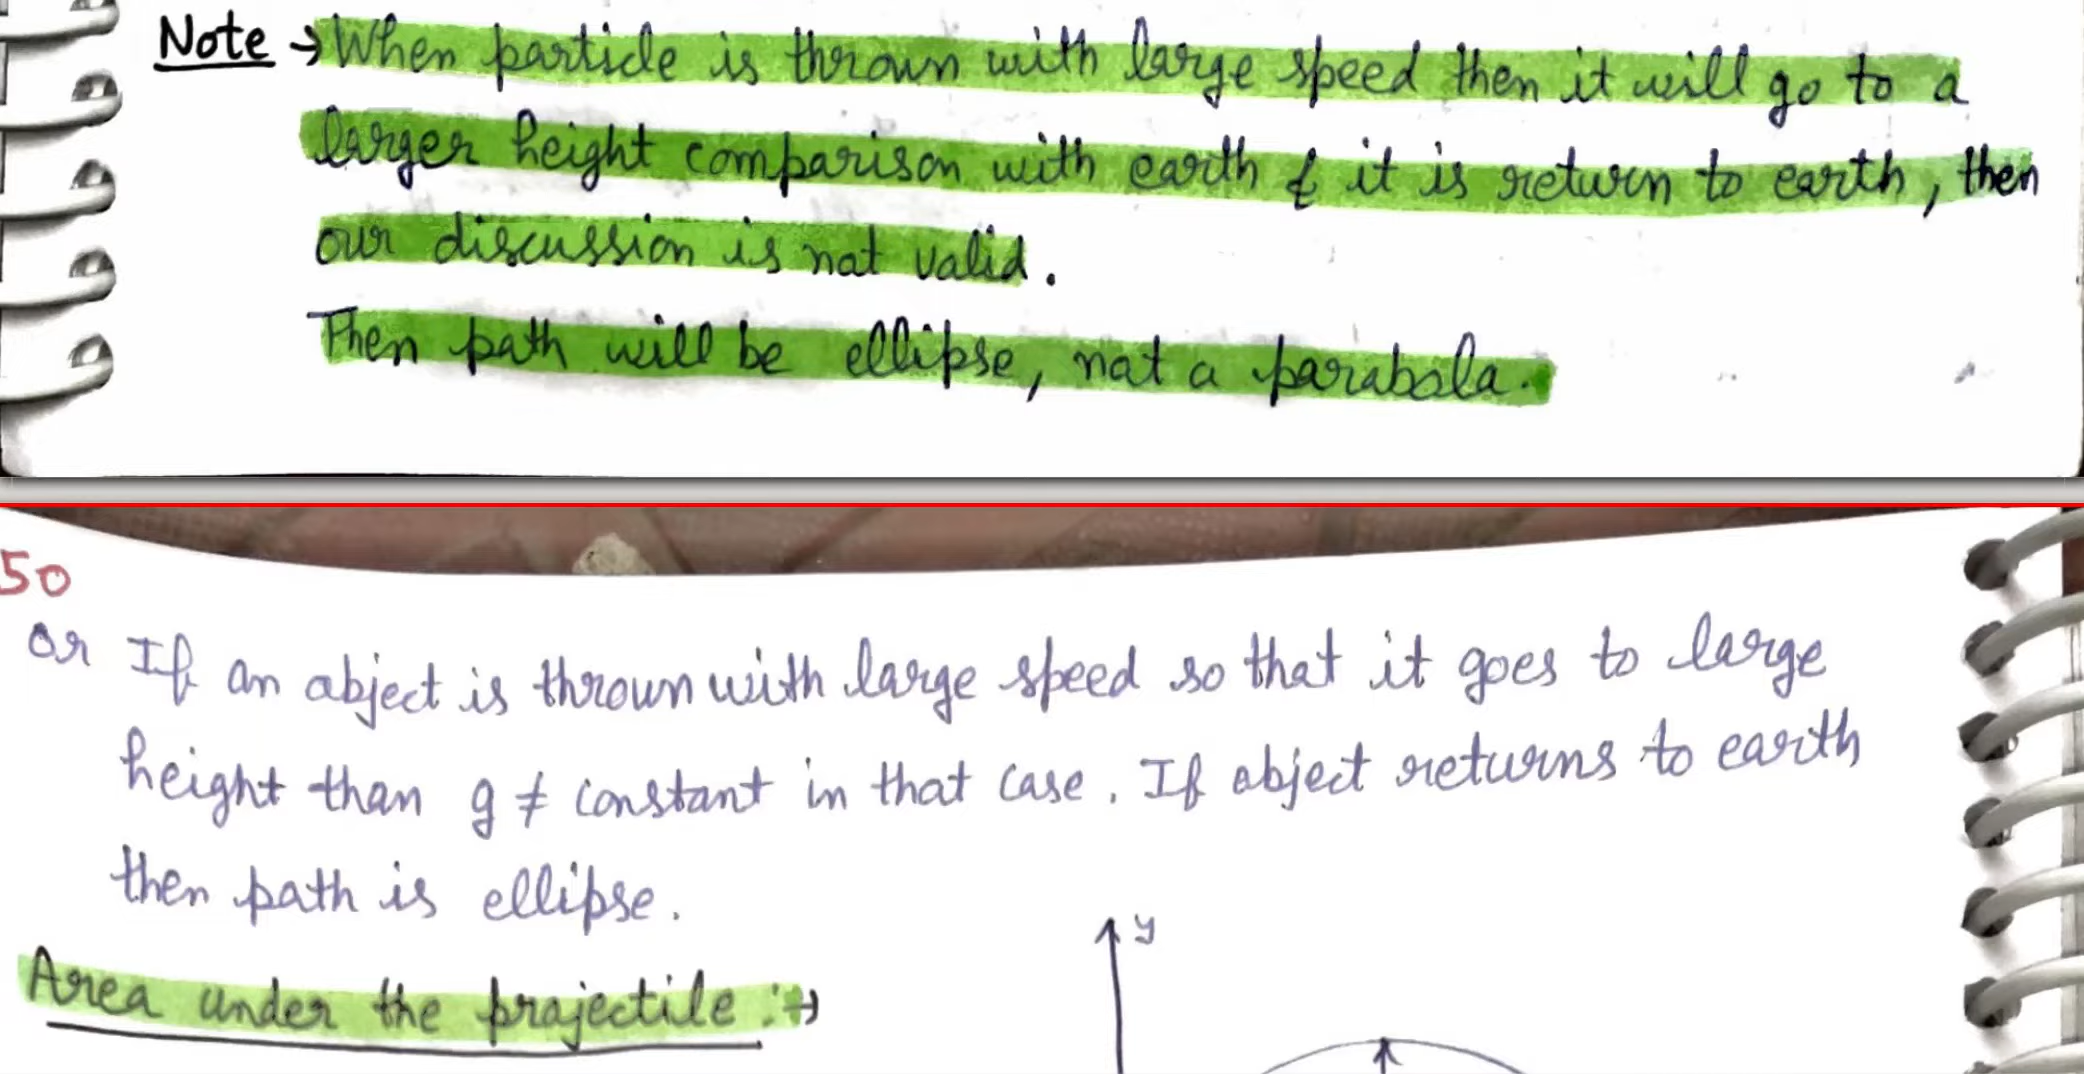 Note → When particle is thrown with large speed then it will go to a
larger height comparison with earth & it is return to earth, then
our discussion is not valid.
Then path will be ellipse, not a parabola.
50
or If an object is thrown with large speed so that it goes to large
height than g ≠ constant in that case. If object returns to earth
then path is ellipse.
y
Area under the projectile :→